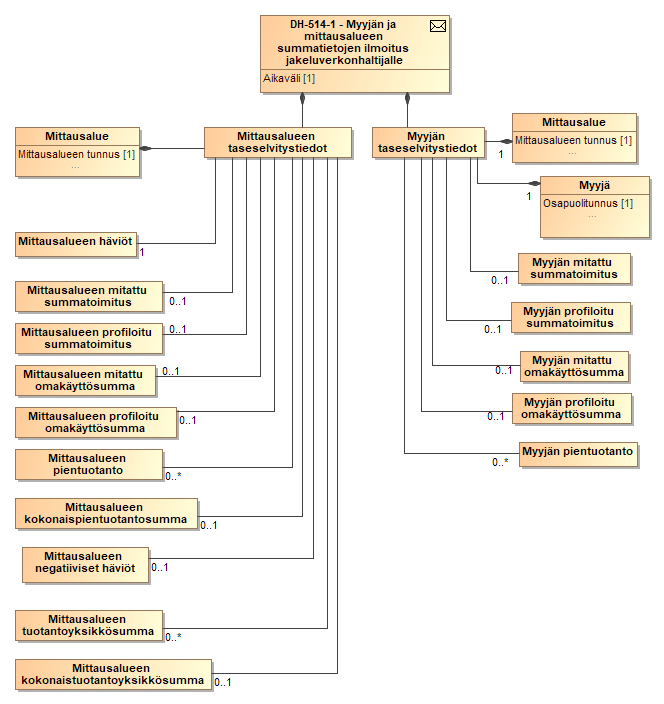 DH-514-1 - Myyjän ja
mittausalueen
summatietojen ilmoitus
jakeluverkonhaltijalle
Aikaväli [1]
Mittausalue
Mittausalueen tunnus [1]
...
Mittausalueen
taseselvitystiedot
Myyjän
taseselvitystiedot
Mittausalue
Mittausalueen tunnus [1]
...
1
Myyjä
Osapuolitunnus [1]
...
1
Mittausalueen häviöt
1
Mittausalueen mitattu
summatoimitus
0..1
Mittausalueen profiloitu
summatoimitus
0..1
Mittausalueen mitattu
omakäyttösumma
0..1
Mittausalueen profiloitu
omakäyttösumma
0..1
Mittausalueen
pientuotanto
0..*
Mittausalueen
kokonaispientuotantosumma
0..1
Mittausalueen
negatiiviset häviöt
0..1
Mittausalueen
tuotantoyksikkösumma
0..*
Mittausalueen
kokonaistuotantoyksikkösumma
0..1
Myyjän mitattu
summatoimitus
0..1
Myyjän profiloitu
summatoimitus
0..1
Myyjän mitattu
omakäyttösumma
0..1
Myyjän profiloitu
omakäyttösumma
0..1
Myyjän pientuotanto
0..*